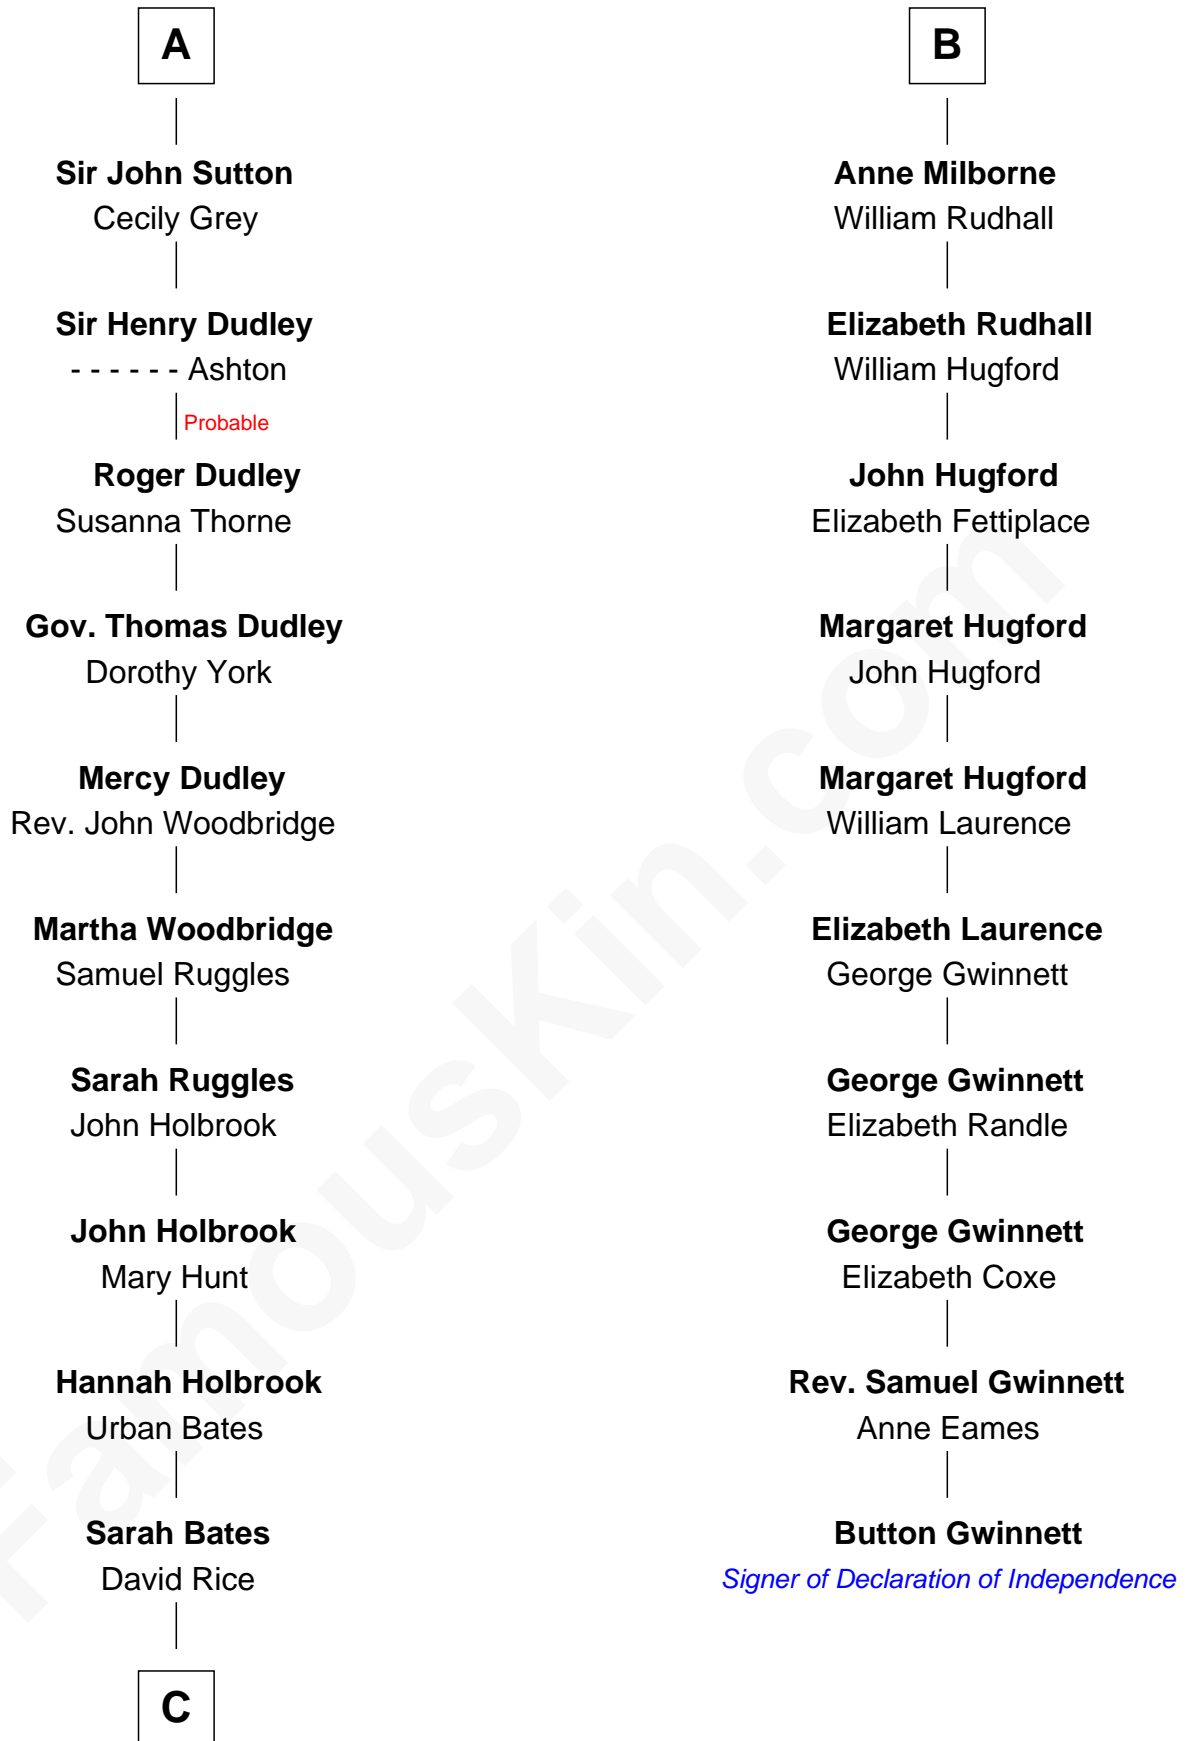 A
Sir John Sutton
Cecily Grey
Sir Henry Dudley
- - - - - - Ashton
Probable
Roger Dudley
Susanna Thorne
Gov. Thomas Dudley
Dorothy York
Mercy Dudley
Rev. John Woodbridge
Martha Woodbridge
Samuel Ruggles
Sarah Ruggles
John Holbrook
John Holbrook
Mary Hunt
Hannah Holbrook
Urban Bates
Sarah Bates
David Rice
C
B
Anne Milborne
William Rudhall
Elizabeth Rudhall
William Hugford
John Hugford
Elizabeth Fettiplace
Margaret Hugford
John Hugford
Margaret Hugford
William Laurence
Elizabeth Laurence
George Gwinnett
George Gwinnett
Elizabeth Randle
George Gwinnett
Elizabeth Coxe
Rev. Samuel Gwinnett
Anne Eames
Button Gwinnett
Signer of Declaration of Independence
FamousKin.com